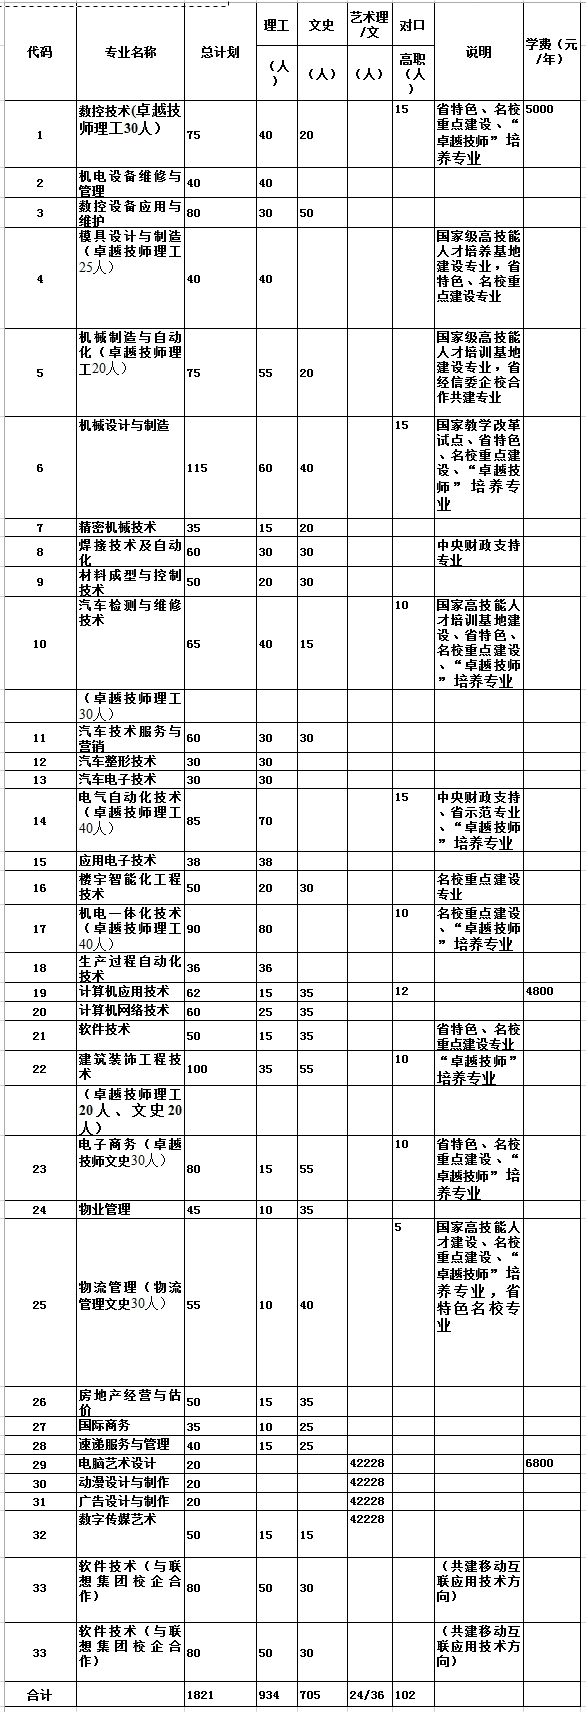 代码 专业名称 总计划 理工 文史 艺术理/文 对口 说明 学费（元/年）
（人） （人） （人） 高职（人）
1 数控技术(卓越技师理工30人） 75 40 20 15 省特色、名校重点建设、“卓越技师”培养专业 5000
2 机电设备维修与管理 40 40
3 数控设备应用与维护 80 30 50
4 模具设计与制造（卓越技师理工25人） 40 40 国家级高技能人才培养基地建设专业，省特色、名校重点建设专业
5 机械制造与自动化（卓越技师理工20人） 75 55 20 国家级高技能人才培训基地建设专业，省经信委企校合作共建专业
6 机械设计与制造 115 60 40 15 国家教学改革试点、省特色、名校重点建设、“卓越技师”培养专业
7 精密机械技术 35 15 20
8 焊接技术及自动化 60 30 30 中央财政支持专业
9 材料成型与控制技术 50 20 30
10 汽车检测与维修技术 65 40 15 10 国家高技能人才培训基地建设、省特色、名校重点建设、“卓越技师”培养专业
（卓越技师理工30人）
11 汽车技术服务与营销 60 30 30
12 汽车整形技术 30 30
13 汽车电子技术 30 30
14 电气自动化技术（卓越技师理工40人） 85 70 15 中央财政支持、省示范专业、“卓越技师”培养专业
15 应用电子技术 38 38
16 楼宇智能化工程技术 50 20 30 名校重点建设专业
17 机电一体化技术（卓越技师理工40人） 90 80 10 名校重点建设、“卓越技师”培养专业
18 生产过程自动化技术 36 36
19 计算机应用技术 62 15 35 12 4800
20 计算机网络技术 60 25 35
21 软件技术 50 15 35 省特色、名校重点建设专业
22 建筑装饰工程技术 100 35 55 10 “卓越技师”培养专业
（卓越技师理工20人、文史20人）
23 电子商务（卓越技师文史30人） 80 15 55 10 省特色、名校重点建设、“卓越技师”培养专业
24 物业管理 45 10 35
25 物流管理（物流管理文史30人） 55 10 40 5 国家高技能人才建设、名校重点建设、“卓越技师”培养专业，省特色名校专业
26 房地产经营与估价 50 15 35
27 国际商务 35 10 25
28 速递服务与管理 40 15 25
29 电脑艺术设计 20 42228 6800
30 动漫设计与制作 20 42228
31 广告设计与制作 20 42228
32 数字传媒艺术 50 15 15 42228
33 软件技术（与联想集团校企合作） 80 50 30 （共建移动互联应用技术方向）
33 软件技术（与联想集团校企合作） 80 50 30 （共建移动互联应用技术方向）
合计 1821 934 705 24/36 102